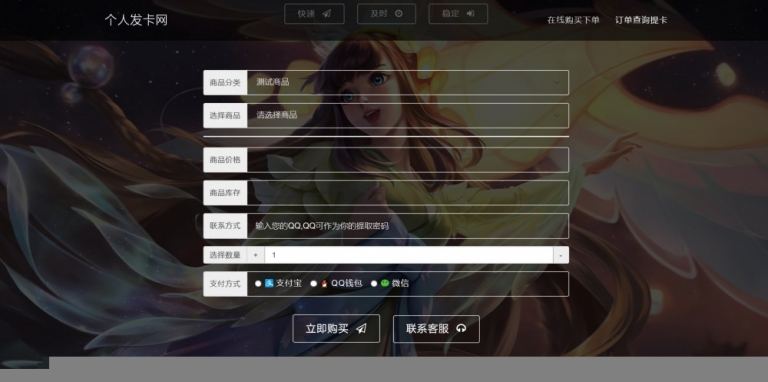 个人发卡网
快速
及时
稳定
在线购买下单
订单查询提卡
商品分类 测试商品
选择商品 请选择商品
商品价格
商品库存
联系方式 输入您的QQ,QQ可作为你的提取密码
选择数量 + 1 -
支付方式 支付宝 QQ钱包 微信
立即购买
联系客服